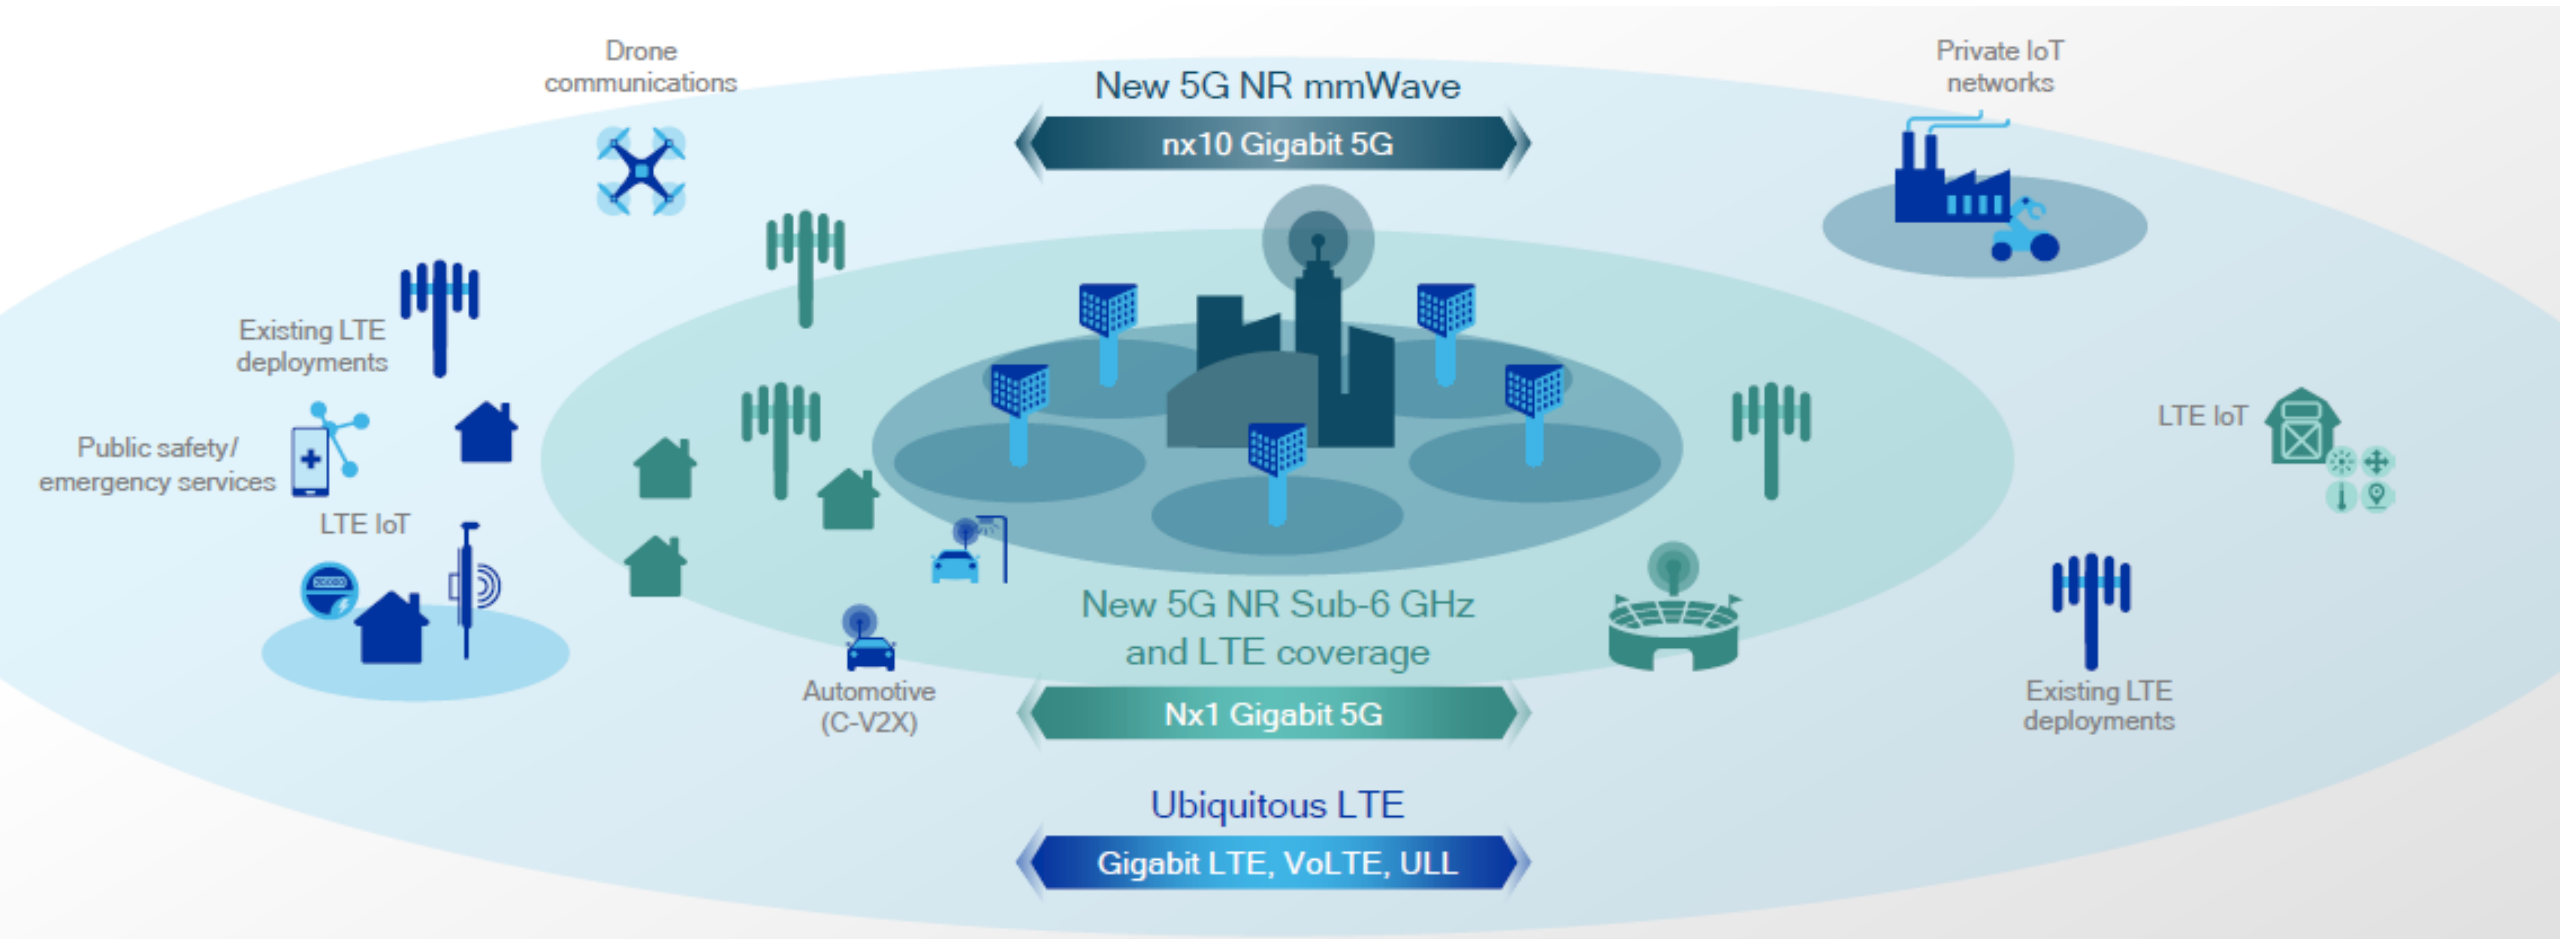 Drone
communications
New 5G NR mmWave
nx10 Gigabit 5G
Private IoT
networks
Existing LTE
deployments
Public safety/
emergency services
LTE IoT
LTE IoT
New 5G NR Sub-6 GHz
and LTE coverage
Nx1 Gigabit 5G
Automotive
(C-V2X)
Existing LTE
deployments
Ubiquitous LTE
Gigabit LTE, VoLTE, ULL